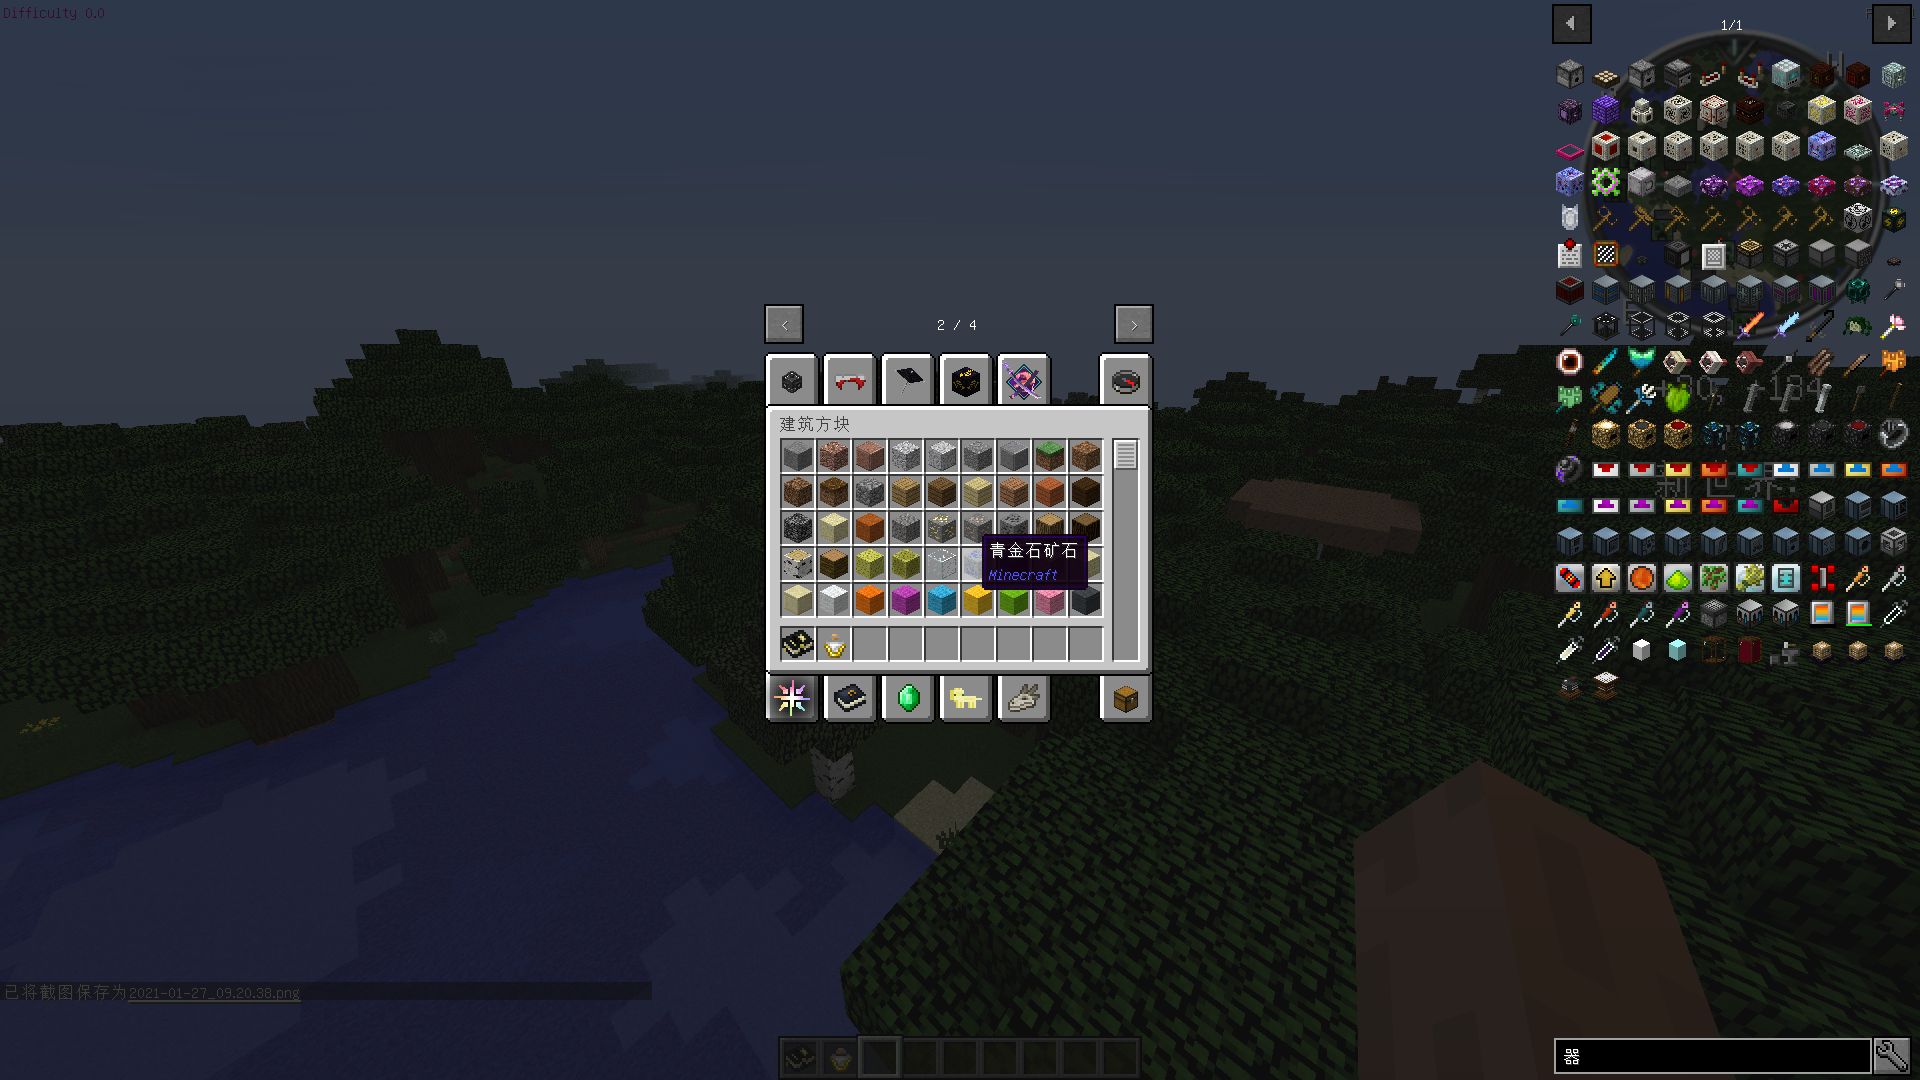 Difficulty 0.0
1/1
2 / 4
建筑方块
青金石矿石
Minecraft
已将截图保存为2021-01-27_09.20.38.png
器